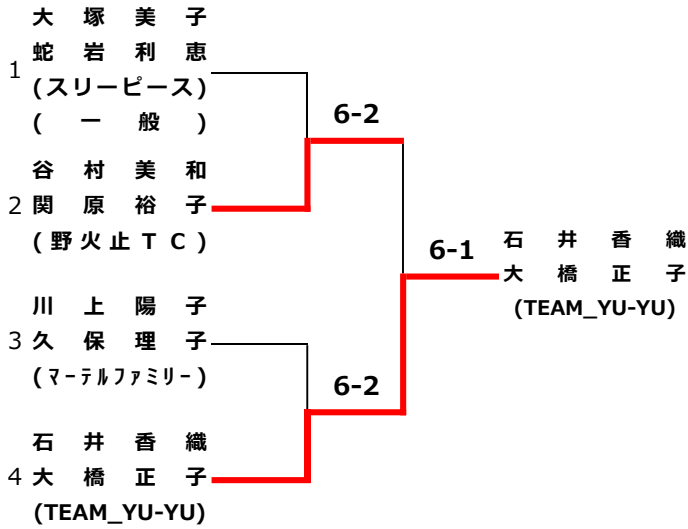 大塚美子
1 蛇岩利恵
(スリーピース)
(一般)
6-2
谷村美和
2 関原裕子
(野火止TC)
6-1
石井香織
大橋正子
(TEAM_YU-YU)
川上陽子
3 久保理子
(ﾏｰﾃﾙﾌｧﾐﾘｰ)
6-2
石井香織
4 大橋正子
(TEAM_YU-YU)